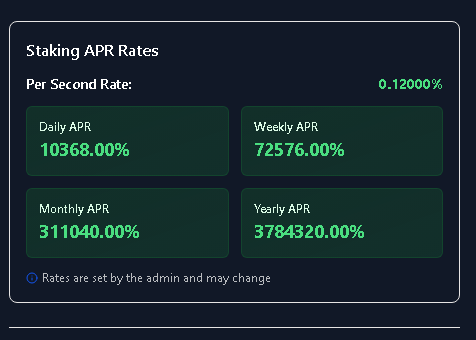 Staking APR Rates
Per Second Rate: 0.12000%
Daily APR
10368.00%
Weekly APR
72576.00%
Monthly APR
311040.00%
Yearly APR
3784320.00%
Rates are set by the admin and may change